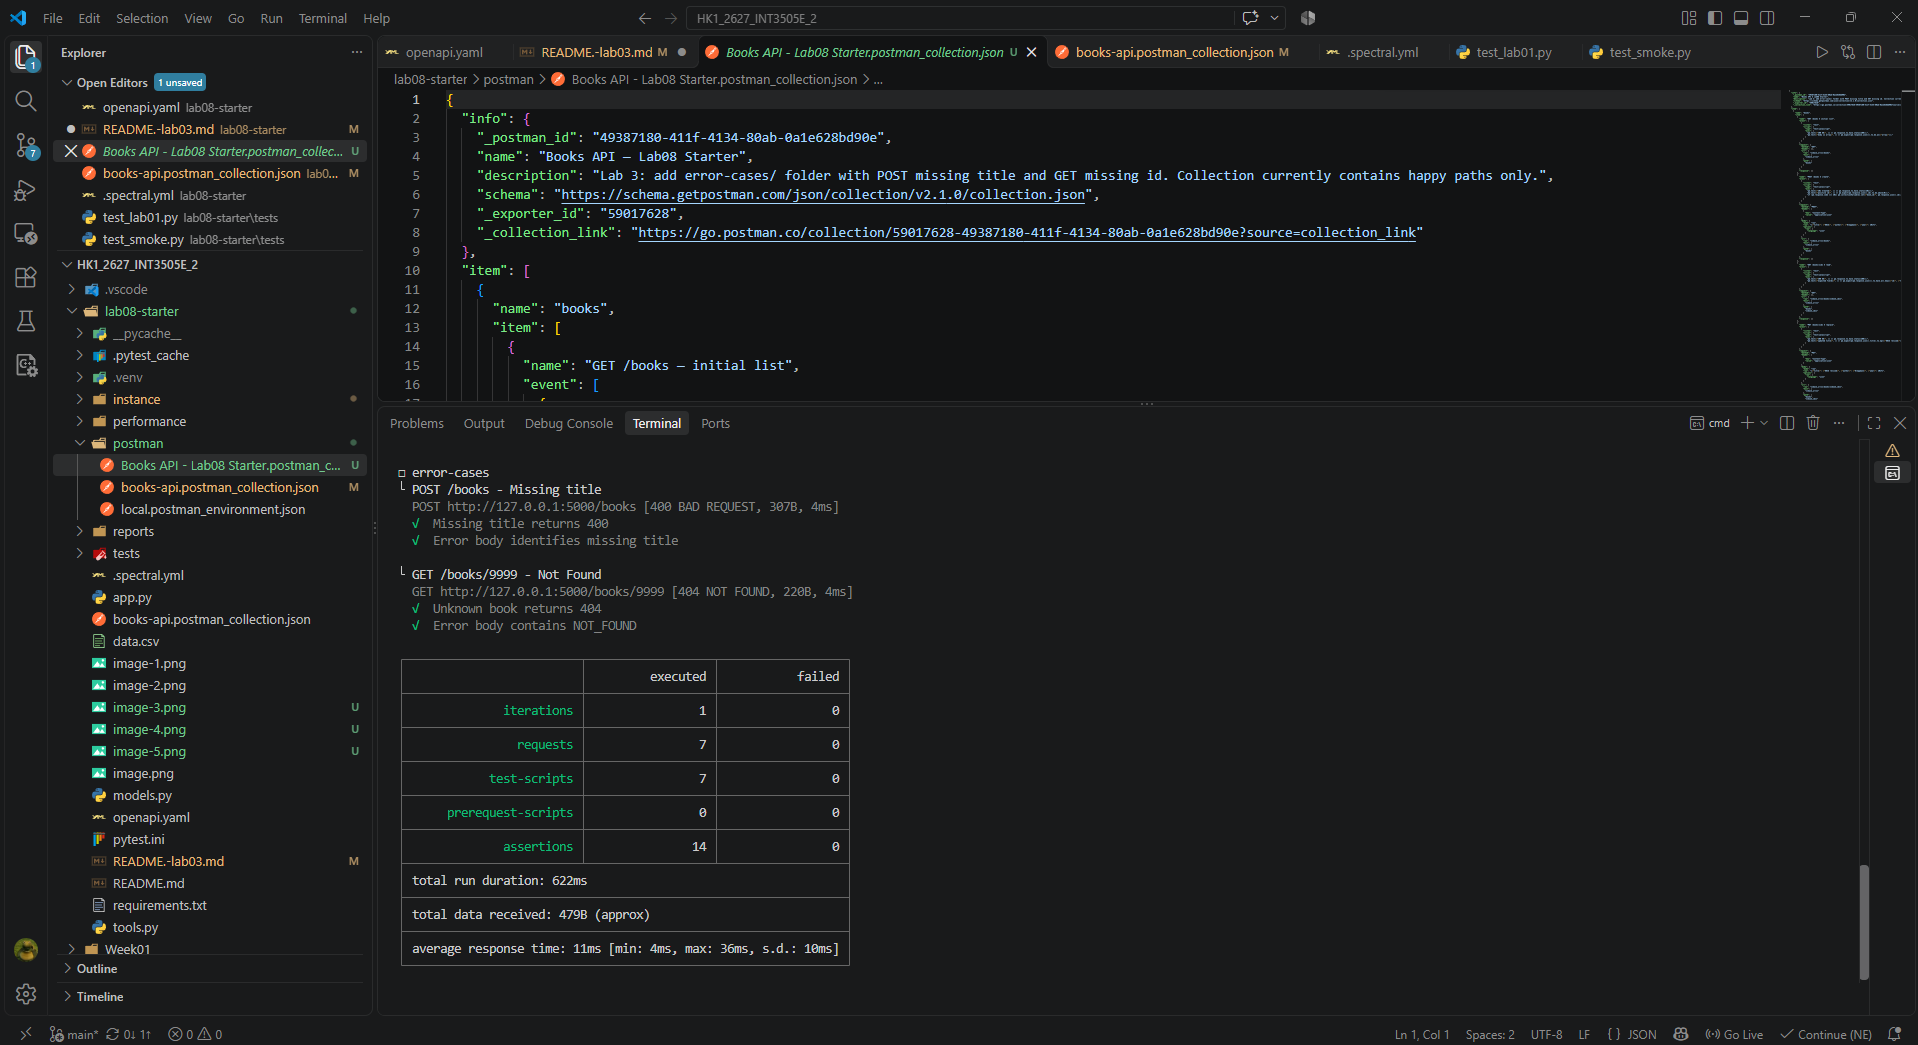 File Edit Selection View Go Run Terminal Help
HK1_2627_INT3505E_2
Explorer
Open Editors 1 unsaved
openapi.yaml lab08-starter
README.-lab03.md lab08-starter M
Books API - Lab08 Starter.postman_collec... U
books-api.postman_collection.json lab0... M
.spectral.yml lab08-starter
test_lab01.py lab08-starter\tests
test_smoke.py lab08-starter\tests
HK1_2627_INT3505E_2
.vscode
lab08-starter
__pycache__
.pytest_cache
.venv
instance
performance
postman
Books API - Lab08 Starter.postman_c... U
books-api.postman_collection.json M
local.postman_environment.json
reports
tests
.spectral.yml
app.py
books-api.postman_collection.json
data.csv
image-1.png
image-2.png
image-3.png U
image-4.png U
image-5.png U
image.png
models.py
openapi.yaml
pytest.ini
README.-lab03.md M
README.md
requirements.txt
tools.py
Week01
Outline
Timeline
openapi.yaml README.-lab03.md M Books API - Lab08 Starter.postman_collection.json U books-api.postman_collection.json M .spectral.yml test_lab01.py test_smoke.py
lab08-starter > postman > Books API - Lab08 Starter.postman_collection.json > ...
1 {
2 "info": {
3 "_postman_id": "49387180-411f-4134-80ab-0a1e628bd90e",
4 "name": "Books API — Lab08 Starter",
5 "description": "Lab 3: add error-cases/ folder with POST missing title and GET missing id. Collection currently contains happy paths only.",
6 "schema": "https://schema.getpostman.com/json/collection/v2.1.0/collection.json",
7 "_exporter_id": "59017628",
8 "_collection_link": "https://go.postman.co/collection/59017628-49387180-411f-4134-80ab-0a1e628bd90e?source=collection_link"
9 },
10 "item": [
11 {
12 "name": "books",
13 "item": [
14 {
15 "name": "GET /books — initial list",
16 "event": [
Problems Output Debug Console Terminal Ports
cmd
□ error-cases
└ POST /books - Missing title
POST http://127.0.0.1:5000/books [400 BAD REQUEST, 307B, 4ms]
√ Missing title returns 400
√ Error body identifies missing title
└ GET /books/9999 - Not Found
GET http://127.0.0.1:5000/books/9999 [404 NOT FOUND, 220B, 4ms]
√ Unknown book returns 404
√ Error body contains NOT_FOUND
executed failed
iterations 1 0
requests 7 0
test-scripts 7 0
prerequest-scripts 0 0
assertions 14 0
total run duration: 622ms
total data received: 479B (approx)
average response time: 11ms [min: 4ms, max: 36ms, s.d.: 10ms]
main* 0↓ 1↑ 0 0
Ln 1, Col 1 Spaces: 2 UTF-8 LF { } JSON Go Live Continue (NE)